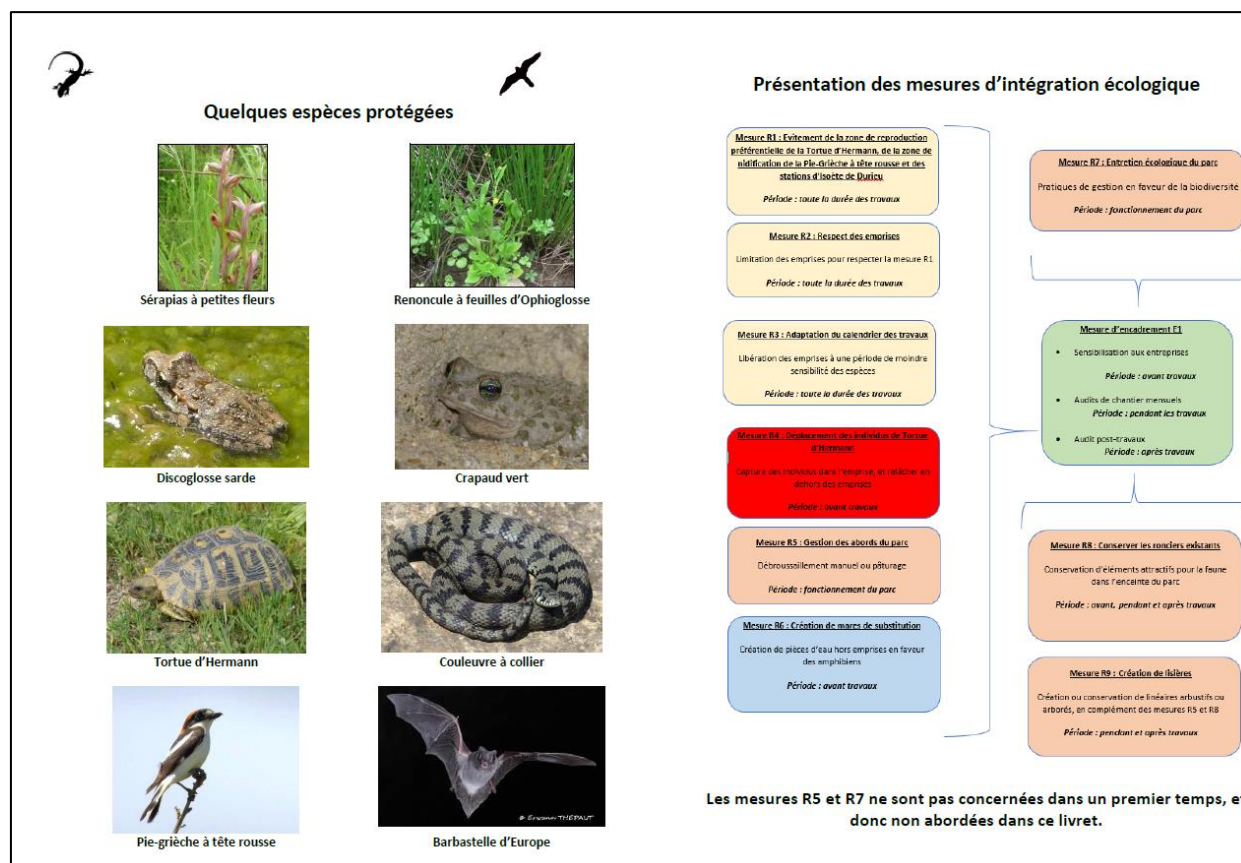 Quelques espèces protégées
Sérapias à petites fleurs
Renoncule à feuilles d'Ophioglosse
Discoglosse sarde
Crapaud vert
Tortue d'Hermann
Couleuvre à collier
© Erwann THEPAUT
Pie-grièche à tête rousse
Barbastelle d'Europe
Présentation des mesures d'intégration écologique
Mesure R1 : Evitement de la zone de reproduction
préférentielle de la Tortue d'Hermann, de la zone de
nidification de la Pie-Grièche à tête rousse et des
stations d'Isoète de Durieu
Période : toute la durée des travaux
Mesure R2 : Respect des emprises
Limitation des emprises pour respecter la mesure R1
Période : toute la durée des travaux
Mesure R3 : Adaptation du calendrier des travaux
Libération des emprises à une période de moindre
sensibilité des espèces
Période : toute la durée des travaux
Mesure R4 : Déplacement des individus de Tortue
d'Hermann
Capture des individus dans l'emprise, et relâcher en
dehors des emprises
Période : avant travaux
Mesure R5 : Gestion des abords du parc
Débroussaillement manuel ou pâturage
Période : fonctionnement du parc
Mesure R6 : Création de mares de substitution
Création de pièces d'eau hors emprises en faveur
des amphibiens
Période : avant travaux
Mesure R7 : Entretien écologique du parc
Pratiques de gestion en faveur de la biodiversité
Période : fonctionnement du parc
Mesure d'encadrement E1
• Sensibilisation aux entreprises
Période : avant travaux
• Audits de chantier mensuels
Période : pendant les travaux
• Audit post-travaux
Période : après travaux
Mesure R8 : Conserver les ronciers existants
Conservation d'éléments attractifs pour la faune
dans l'enceinte du parc
Période : avant, pendant et après travaux
Mesure R9 : Création de lisières
Création ou conservation de linéaires arbustifs ou
arborés, en complément des mesures R5 et R8
Période : pendant et après travaux
Les mesures R5 et R7 ne sont pas concernées dans un premier temps, et
donc non abordées dans ce livret.